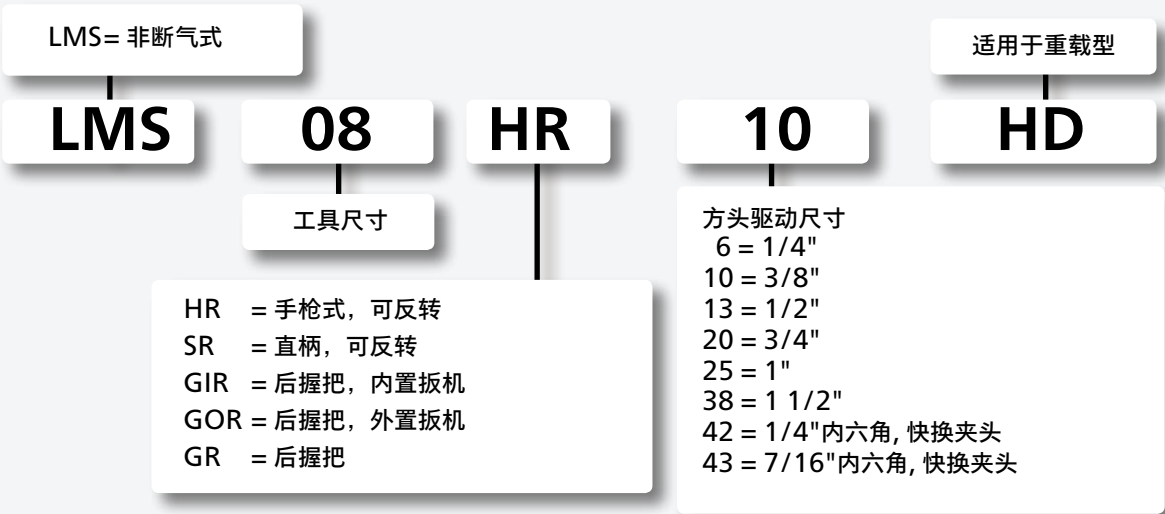 LMS= 非断气式
适用于重载型
LMS 08 HR 10 HD
工具尺寸
HR = 手枪式，可反转
SR = 直柄，可反转
GIR = 后握把，内置扳机
GOR = 后握把，外置扳机
GR = 后握把
方头驱动尺寸
6 = 1/4"
10 = 3/8"
13 = 1/2"
20 = 3/4"
25 = 1"
38 = 1 1/2"
42 = 1/4"内六角, 快换夹头
43 = 7/16"内六角, 快换夹头